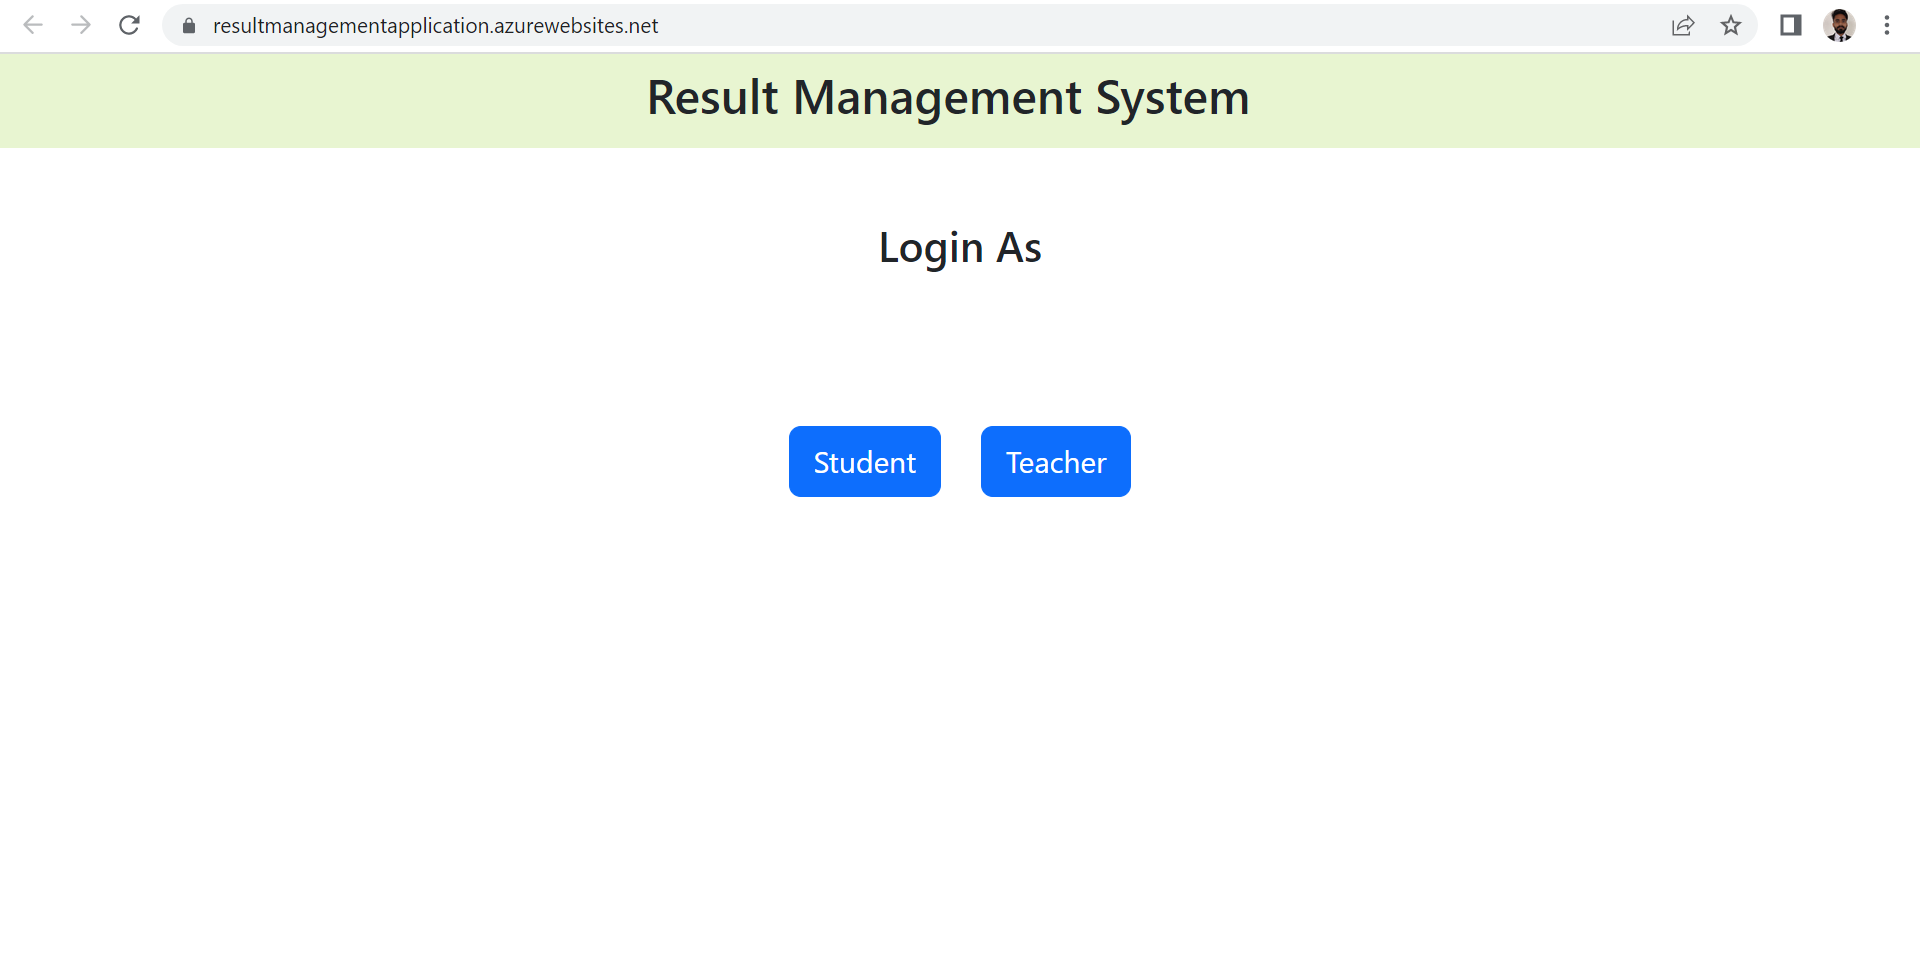 resultmanagementapplication.azurewebsites.net
Result Management System
Login As
Student Teacher